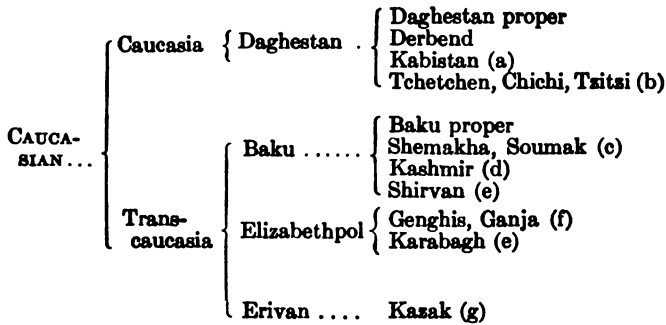 Daghestan proper
Caucasia Daghestan . Derbend
Kabistan (a)
Tchetchen, Chichi, Tzitzi (b)
CAUCA-
SIAN...
Baku proper
Baku ...... Shemakha, Soumak (c)
Kashmir (d)
Shirvan (e)
Trans-
caucasia
Elizabethpol Genghis, Ganja (f)
Karabagh (e)
Erivan .... Kazak (g)